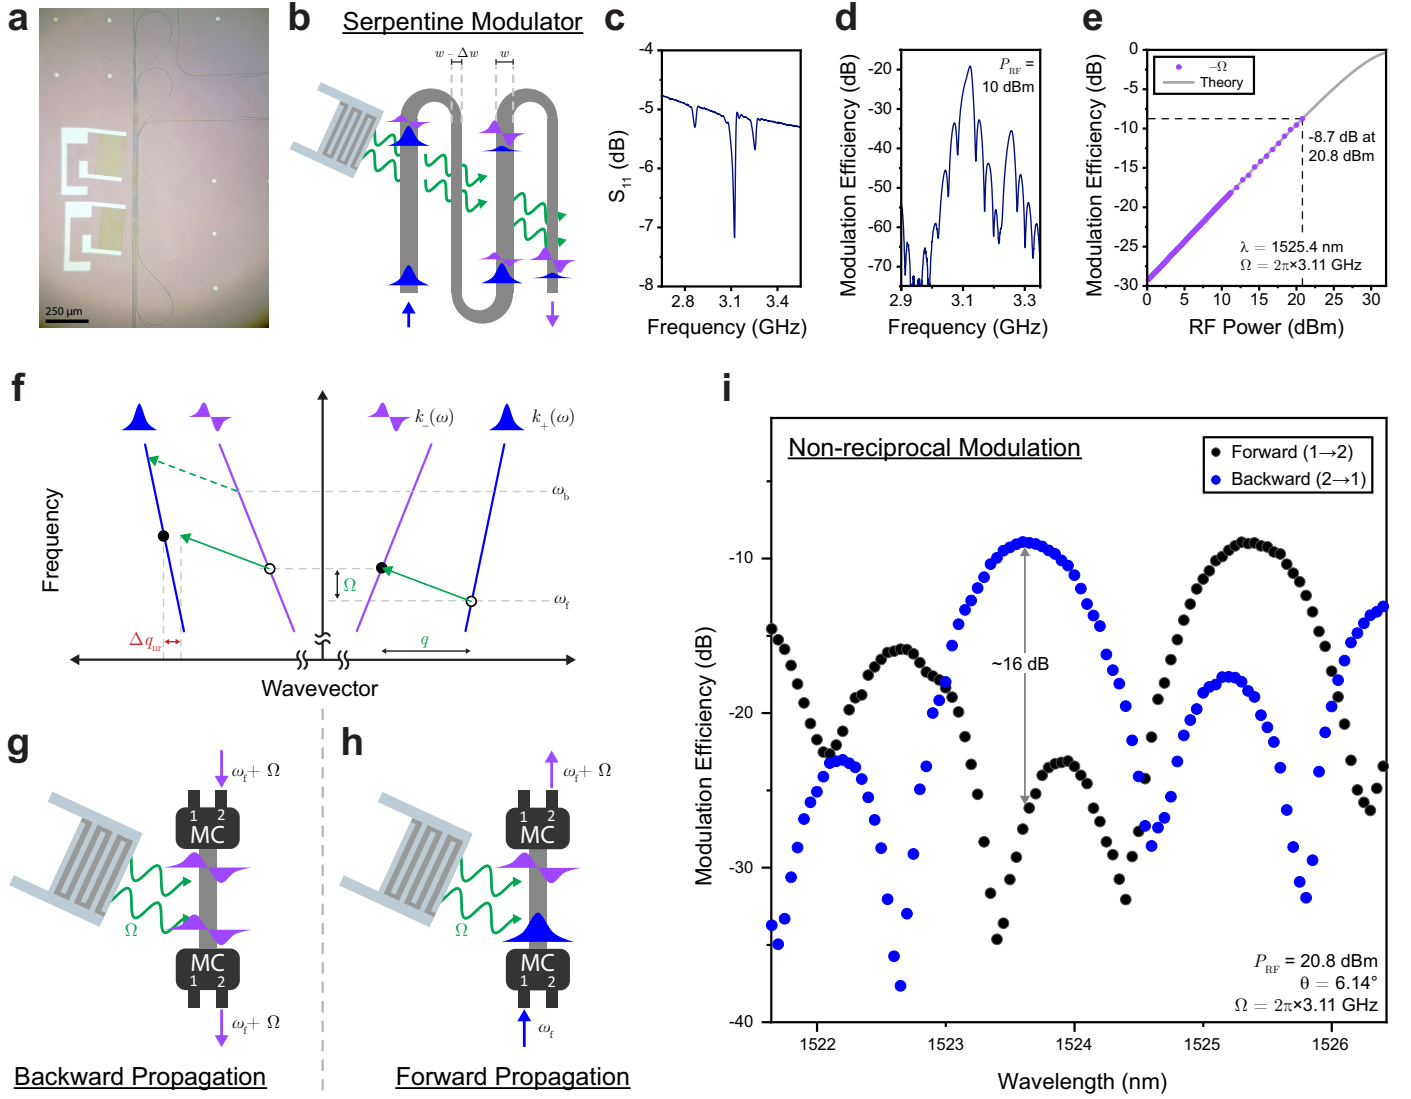 a
250 µm
b
Serpentine Modulator
w − Δw
w
c
-4
-5
-6
-7
-8
S11 (dB)
2.8
3.1
3.4
Frequency (GHz)
d
-20
-30
-40
-50
-60
-70
Modulation Efficiency (dB)
PRF =
10 dBm
2.9
3.1
3.3
Frequency (GHz)
e
0
-5
-10
-15
-20
-25
-30
Modulation Efficiency (dB)
−Ω
Theory
-8.7 dB at
20.8 dBm
λ = 1525.4 nm
Ω = 2π×3.11 GHz
0
5
10
15
20
25
30
RF Power (dBm)
f
k−(ω)
k+(ω)
Frequency
ωb
Ω
ωf
Δqnr
q
Wavevector
g
ωf + Ω
1
2
MC
Ω
MC
1
2
ωf + Ω
Backward Propagation
h
ωf + Ω
1
2
MC
Ω
MC
1
2
ωf
Forward Propagation
i
Non-reciprocal Modulation
Forward (1→2)
Backward (2→1)
-10
-20
-30
-40
Modulation Efficiency (dB)
~16 dB
PRF = 20.8 dBm
θ = 6.14°
Ω = 2π×3.11 GHz
1522
1523
1524
1525
1526
Wavelength (nm)